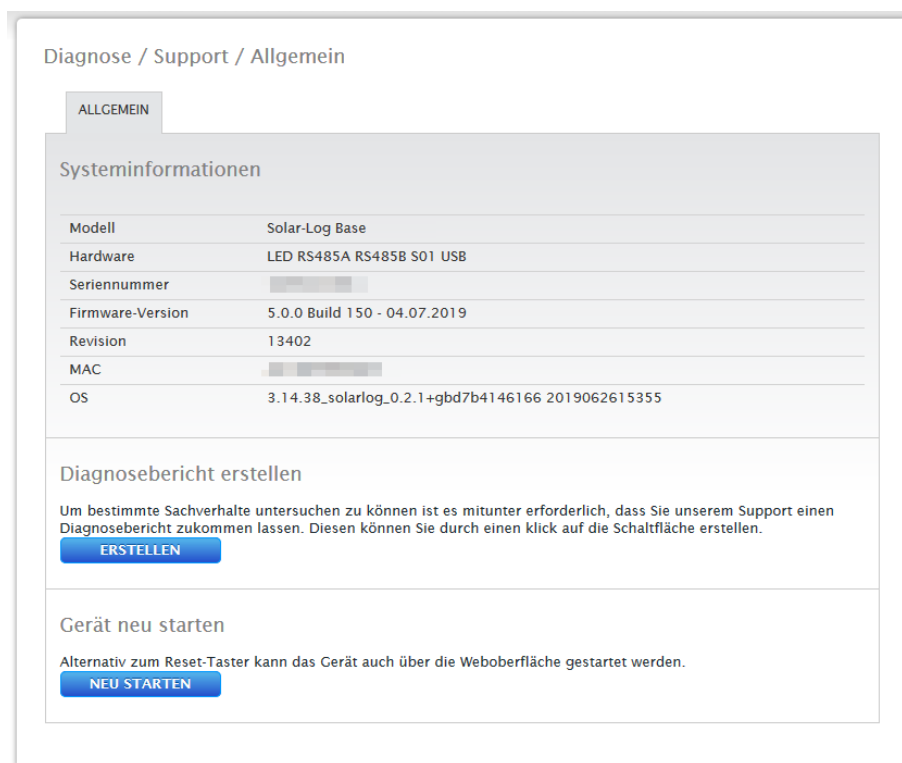 Diagnose / Support / Allgemein
ALLGEMEIN
Systeminformationen
Modell Solar-Log Base
Hardware LED RS485A RS485B S01 USB
Seriennummer
Firmware-Version 5.0.0 Build 150 - 04.07.2019
Revision 13402
MAC
OS 3.14.38_solarlog_0.2.1+gbd7b4146166 2019062615355
Diagnosebericht erstellen
Um bestimmte Sachverhalte untersuchen zu können ist es mitunter erforderlich, dass Sie unserem Support einen
Diagnosebericht zukommen lassen. Diesen können Sie durch einen klick auf die Schaltfläche erstellen.
ERSTELLEN
Gerät neu starten
Alternativ zum Reset-Taster kann das Gerät auch über die Weboberfläche gestartet werden.
NEU STARTEN